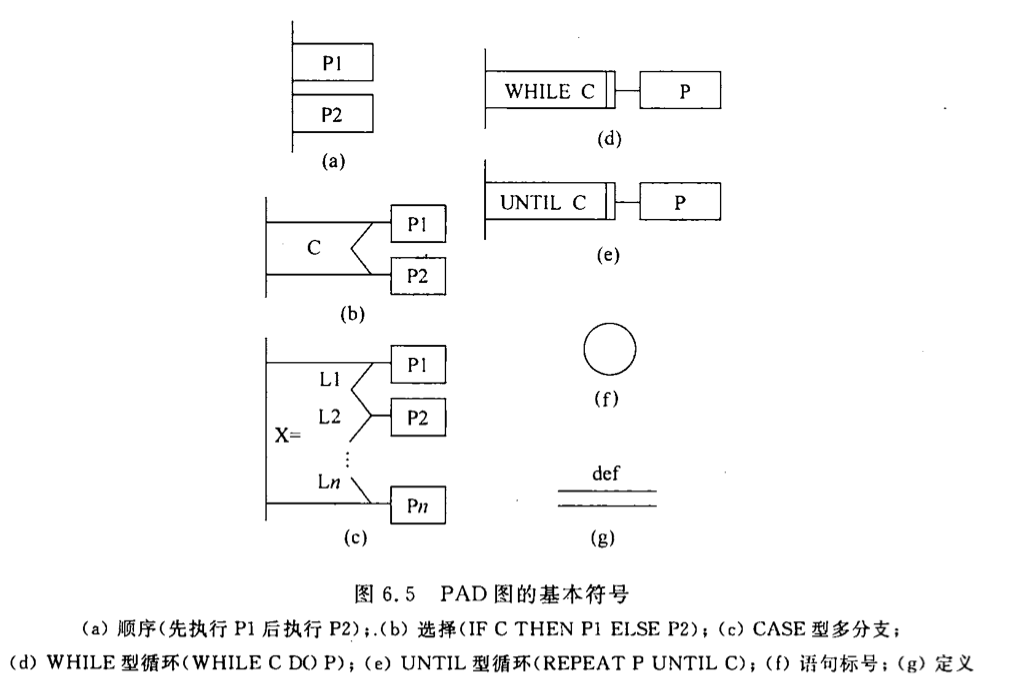 P1
P2
(a)
C
P1
P2
(b)
X=
L1
L2
⋮
Ln
P1
P2
Pn
(c)
WHILE C
P
(d)
UNTIL C
P
(e)
(f)
def
(g)
图 6.5 PAD 图的基本符号
(a) 顺序(先执行 P1 后执行 P2);(b) 选择(IF C THEN P1 ELSE P2);(c) CASE 型多分支;
(d) WHILE 型循环(WHILE C DO P);(e) UNTIL 型循环(REPEAT P UNTIL C);(f) 语句标号;(g) 定义